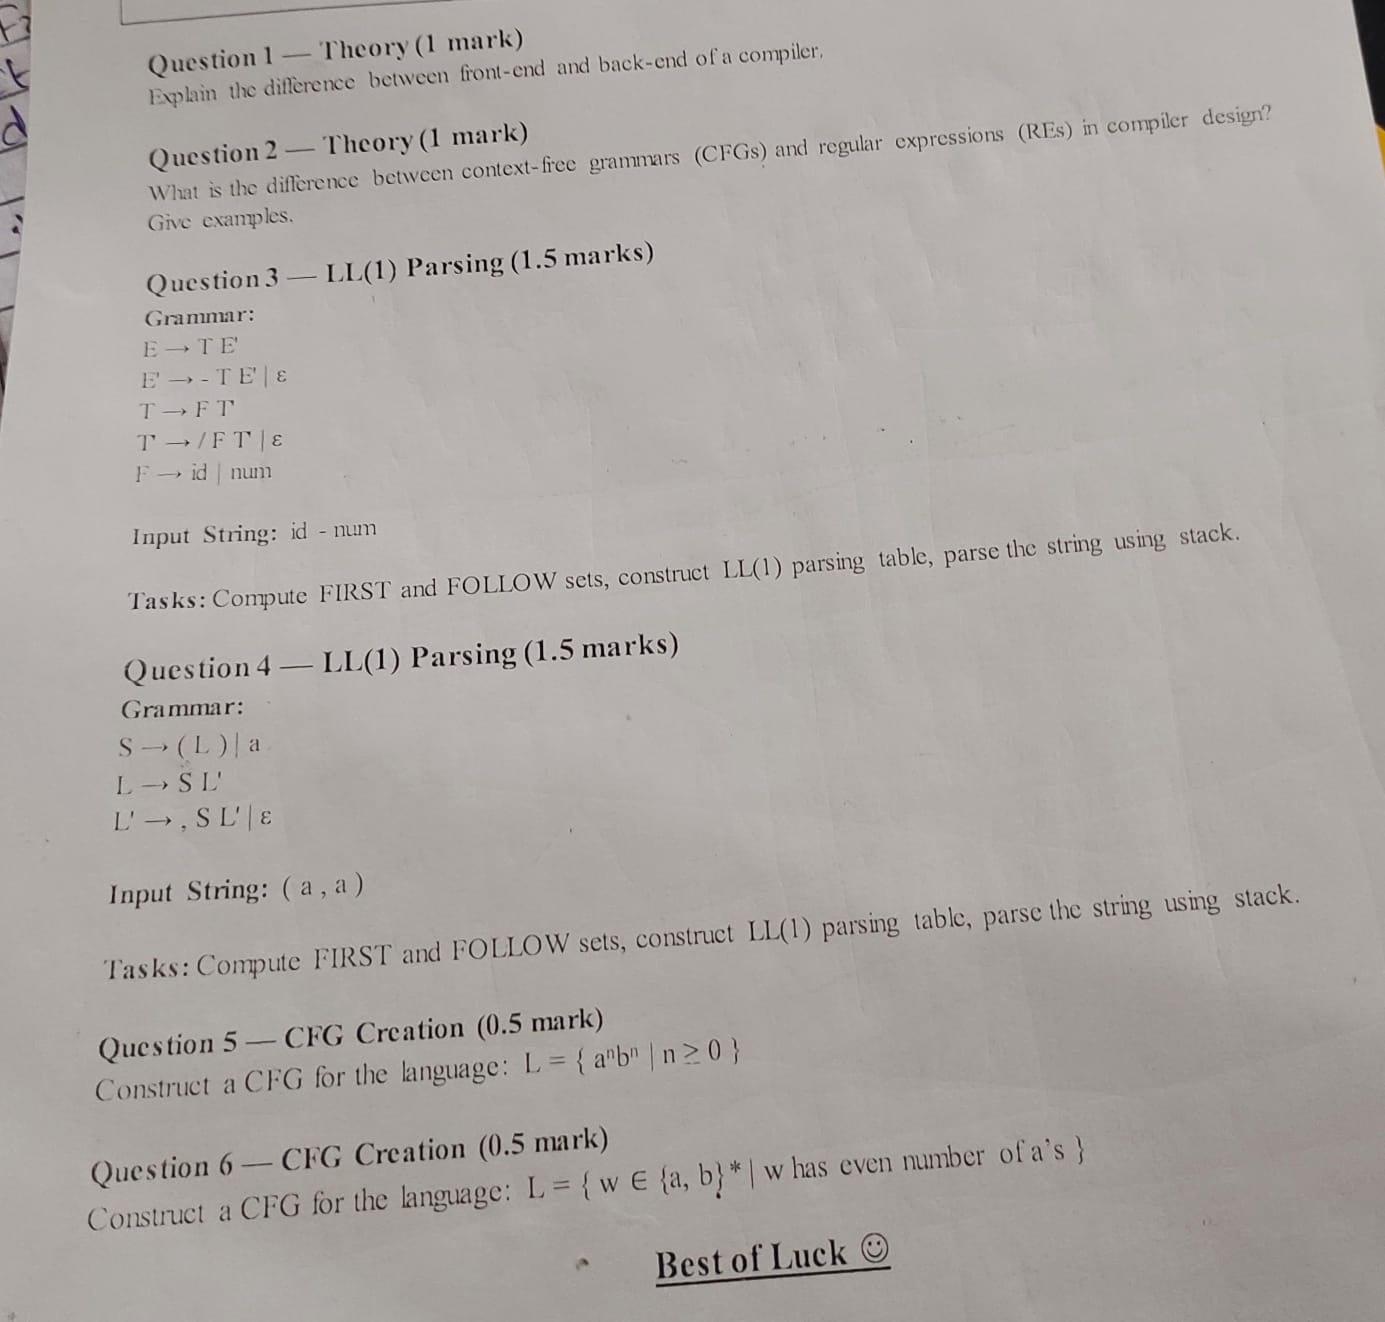 Question 1 — Theory (1 mark)
Explain the difference between front-end and back-end of a compiler.
Question 2 — Theory (1 mark)
What is the difference between context-free grammars (CFGs) and regular expressions (REs) in compiler design?
Give examples.
Question 3 — LL(1) Parsing (1.5 marks)
Grammar:
E → T E'
E' → - T E' | ε
T → F T'
T' → / F T' | ε
F → id | num
Input String: id - num
Tasks: Compute FIRST and FOLLOW sets, construct LL(1) parsing table, parse the string using stack.
Question 4 — LL(1) Parsing (1.5 marks)
Grammar:
S → ( L ) | a
L → S L'
L' → , S L' | ε
Input String: ( a , a )
Tasks: Compute FIRST and FOLLOW sets, construct LL(1) parsing table, parse the string using stack.
Question 5 — CFG Creation (0.5 mark)
Construct a CFG for the language: L = { aⁿbⁿ | n ≥ 0 }
Question 6 — CFG Creation (0.5 mark)
Construct a CFG for the language: L = { w ∈ {a, b}* | w has even number of a's }
Best of Luck ☺